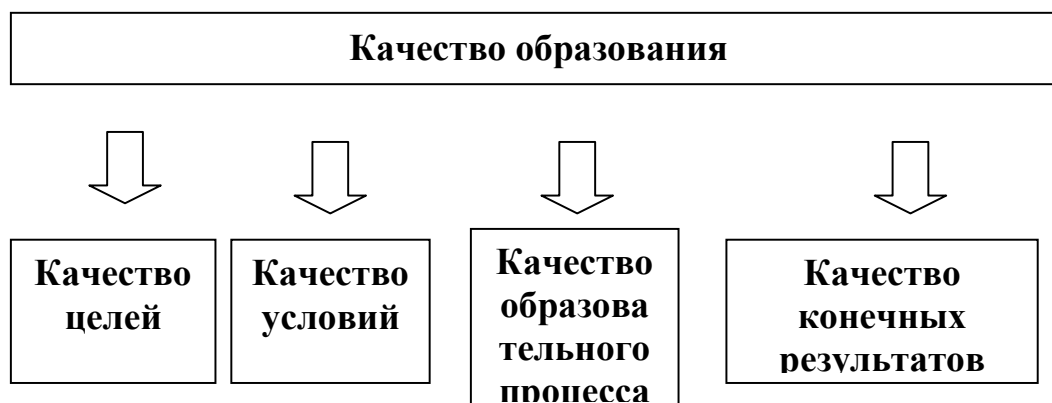 Качество образования
Качество
целей
Качество
условий
Качество
образова
тельного
процесса
Качество
конечных
результатов